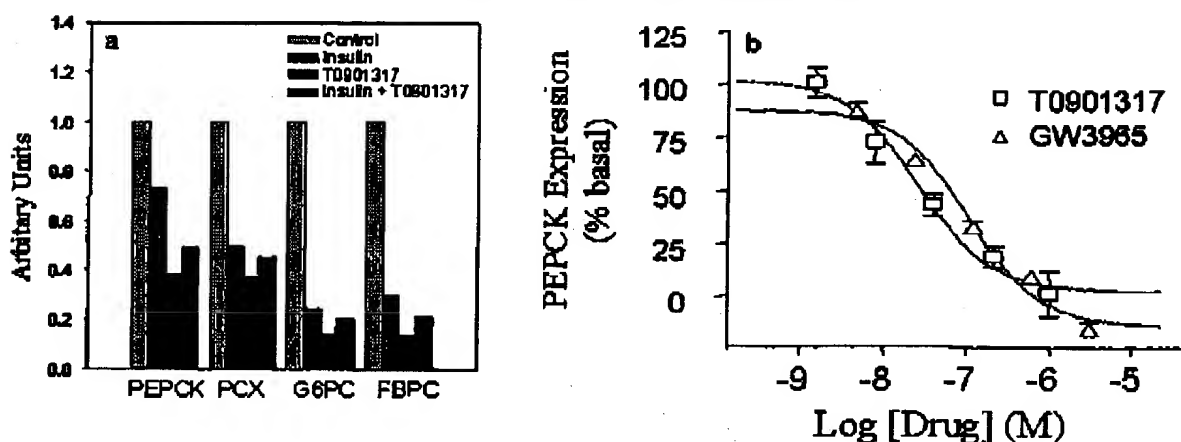 a
Control
Insulin
T0901317
Insulin + T0901317
Arbitary Units
1.4
1.2
1.0
0.8
0.6
0.4
0.2
0.0
PEPCK PCX G6PC FBPC
b
PEPCK Expression
(% basal)
125
100
75
50
25
0
T0901317
GW3965
-9 -8 -7 -6 -5
Log [Drug] (M)